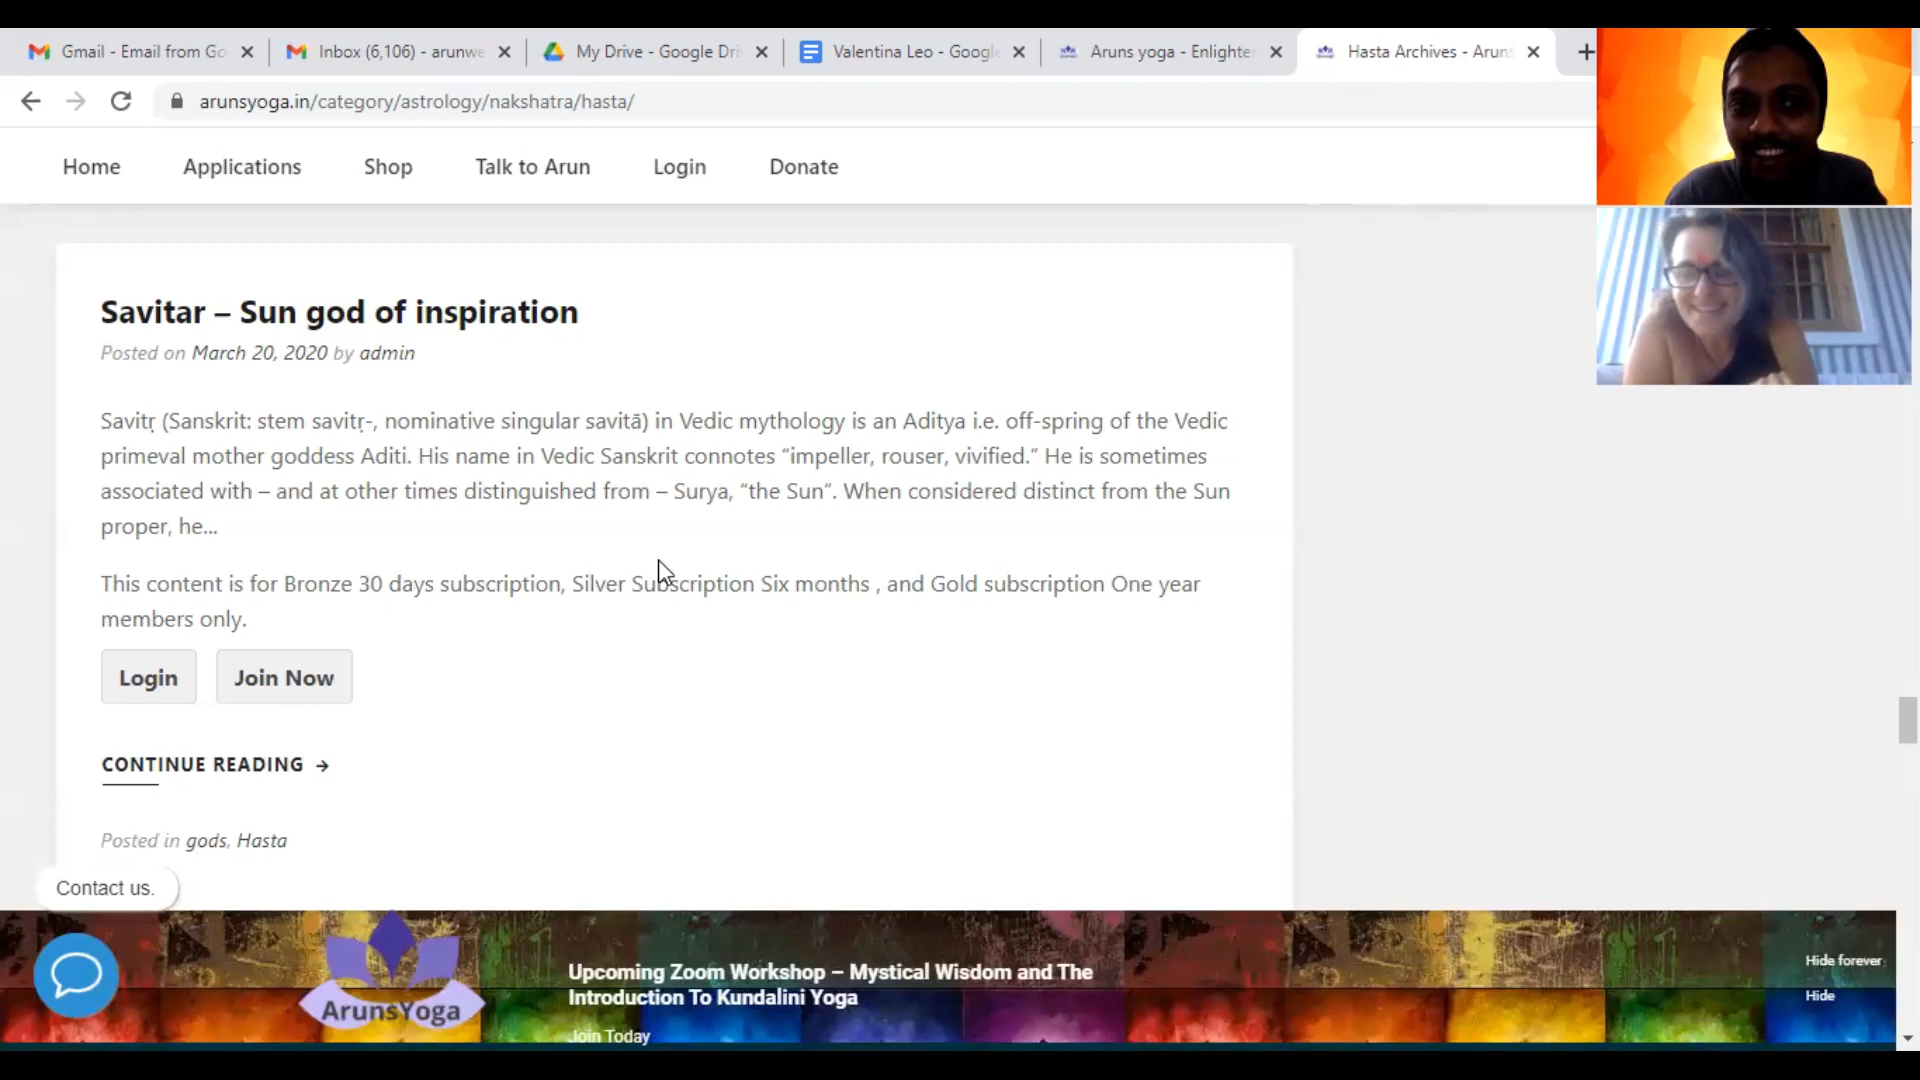 Gmail - Email from Go
Inbox (6,106) - arunwe
My Drive - Google Dri
Valentina Leo - Google
Aruns yoga - Enlighter
Hasta Archives - Aruns
arunsyoga.in/category/astrology/nakshatra/hasta/
Home
Applications
Shop
Talk to Arun
Login
Donate
Savitar – Sun god of inspiration
Posted on March 20, 2020 by admin
Savitṛ (Sanskrit: stem savitṛ-, nominative singular savitā) in Vedic mythology is an Aditya i.e. off-spring of the Vedic
primeval mother goddess Aditi. His name in Vedic Sanskrit connotes “impeller, rouser, vivified.” He is sometimes
associated with – and at other times distinguished from – Surya, “the Sun”. When considered distinct from the Sun
proper, he...
This content is for Bronze 30 days subscription, Silver Subscription Six months , and Gold subscription One year
members only.
Login
Join Now
CONTINUE READING →
Posted in gods, Hasta
Contact us.
ArunsYoga
Upcoming Zoom Workshop – Mystical Wisdom and The
Introduction To Kundalini Yoga
Join Today
Hide forever
Hide